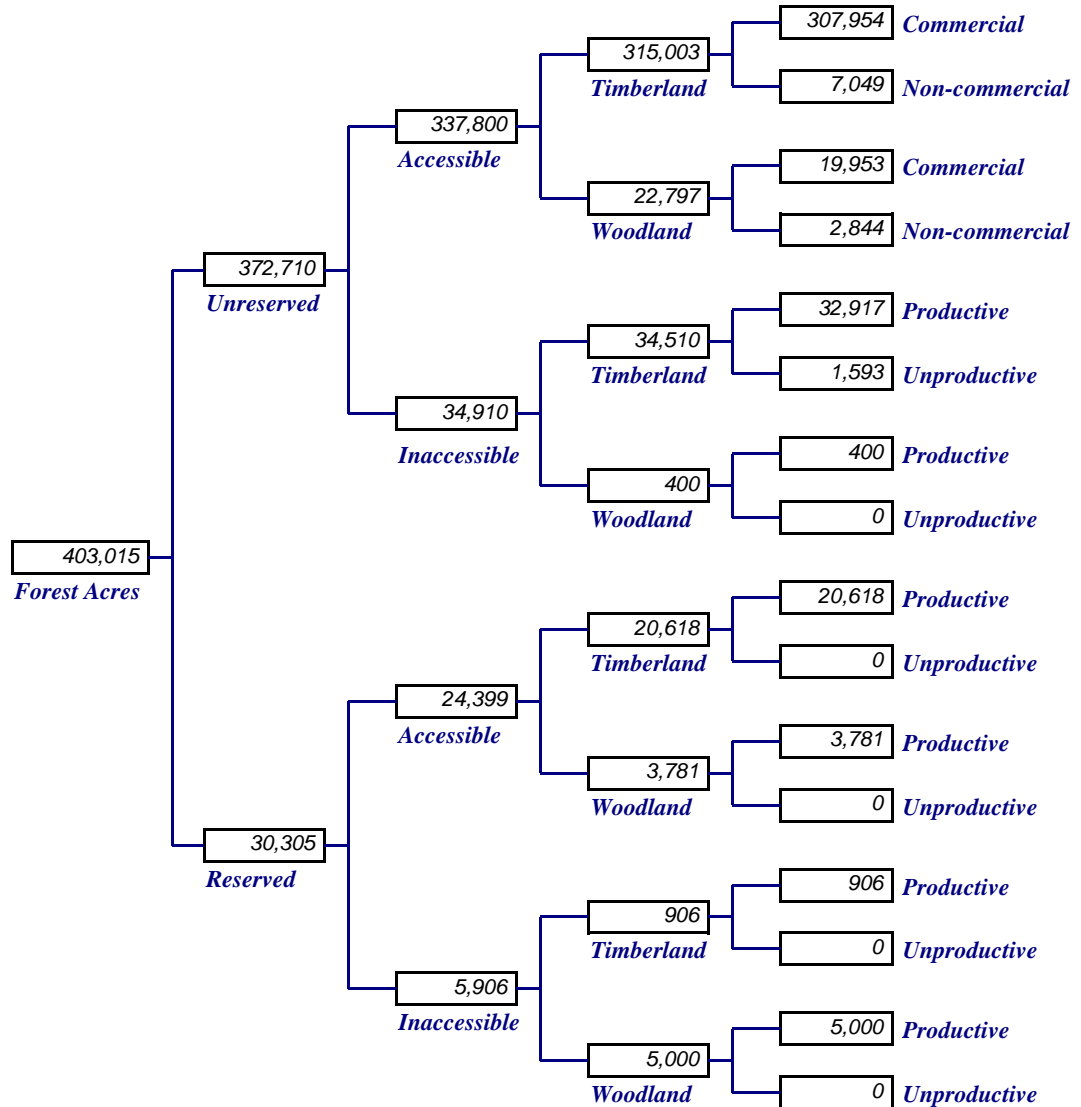 307,954 Commercial
315,003
Timberland
7,049 Non-commercial
337,800
Accessible
19,953 Commercial
22,797
Woodland
2,844 Non-commercial
372,710
Unreserved
32,917 Productive
34,510
Timberland
1,593 Unproductive
34,910
Inaccessible
400 Productive
400
Woodland
0 Unproductive
403,015
Forest Acres
20,618 Productive
20,618
Timberland
0 Unproductive
24,399
Accessible
3,781 Productive
3,781
Woodland
0 Unproductive
30,305
Reserved
906 Productive
906
Timberland
0 Unproductive
5,906
Inaccessible
5,000 Productive
5,000
Woodland
0 Unproductive